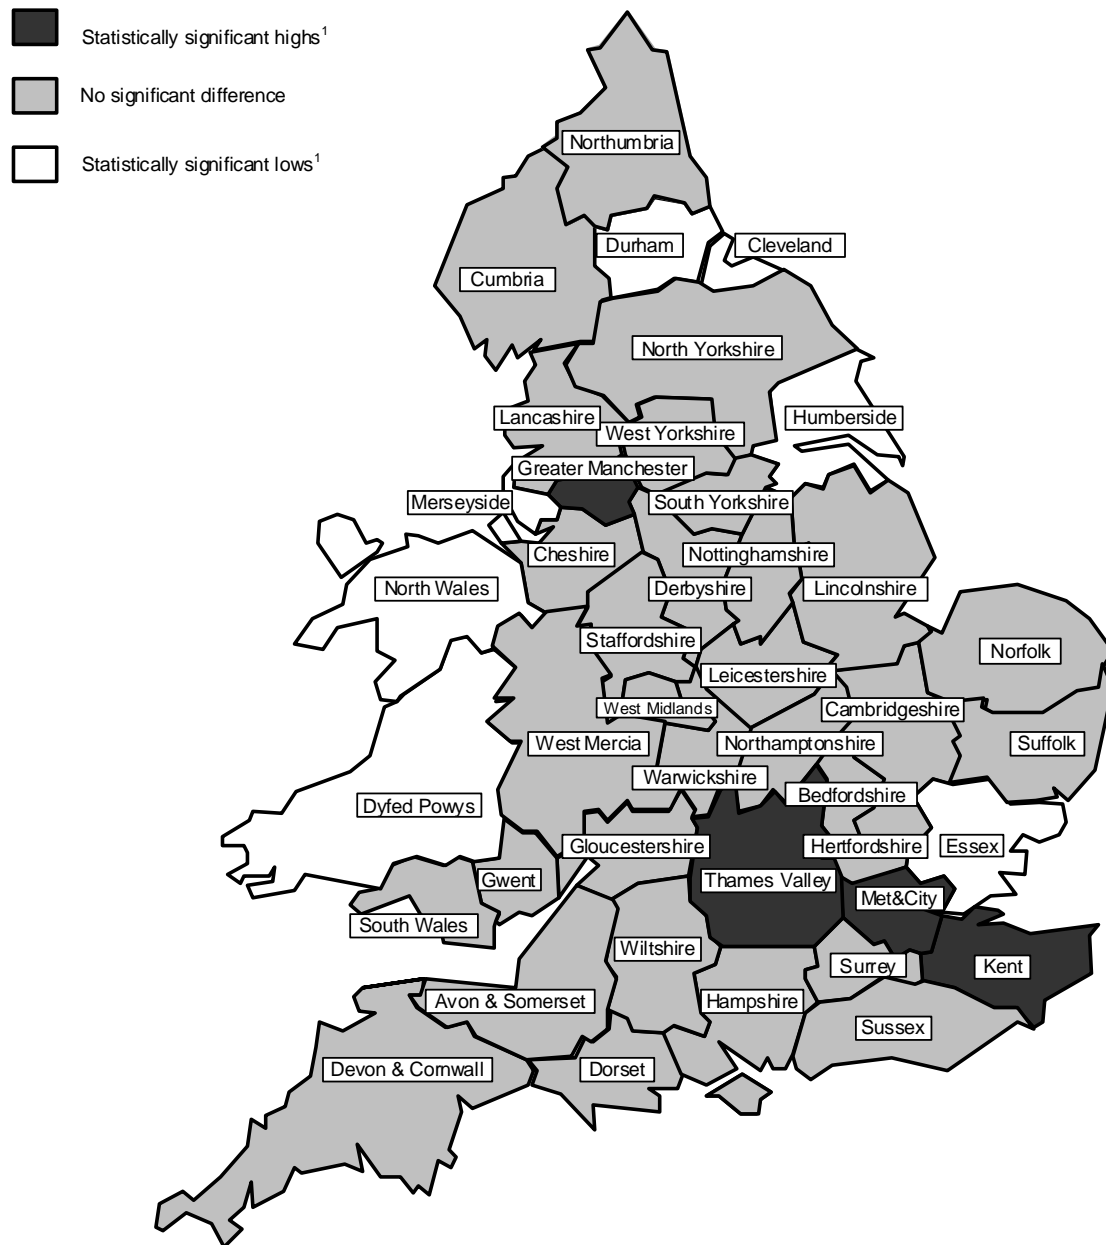 Statistically significant highs¹
No significant difference
Statistically significant lows¹
Northumbria
Durham
Cleveland
Cumbria
North Yorkshire
Lancashire
Humberside
West Yorkshire
Greater Manchester
Merseyside
South Yorkshire
Cheshire
Nottinghamshire
North Wales
Derbyshire
Lincolnshire
Staffordshire
Norfolk
Leicestershire
West Midlands
Cambridgeshire
West Mercia
Northamptonshire
Suffolk
Warwickshire
Bedfordshire
Dyfed Powys
Gloucestershire
Hertfordshire
Essex
Gwent
Thames Valley
Met&City
South Wales
Wiltshire
Surrey
Kent
Avon & Somerset
Hampshire
Sussex
Devon & Cornwall
Dorset